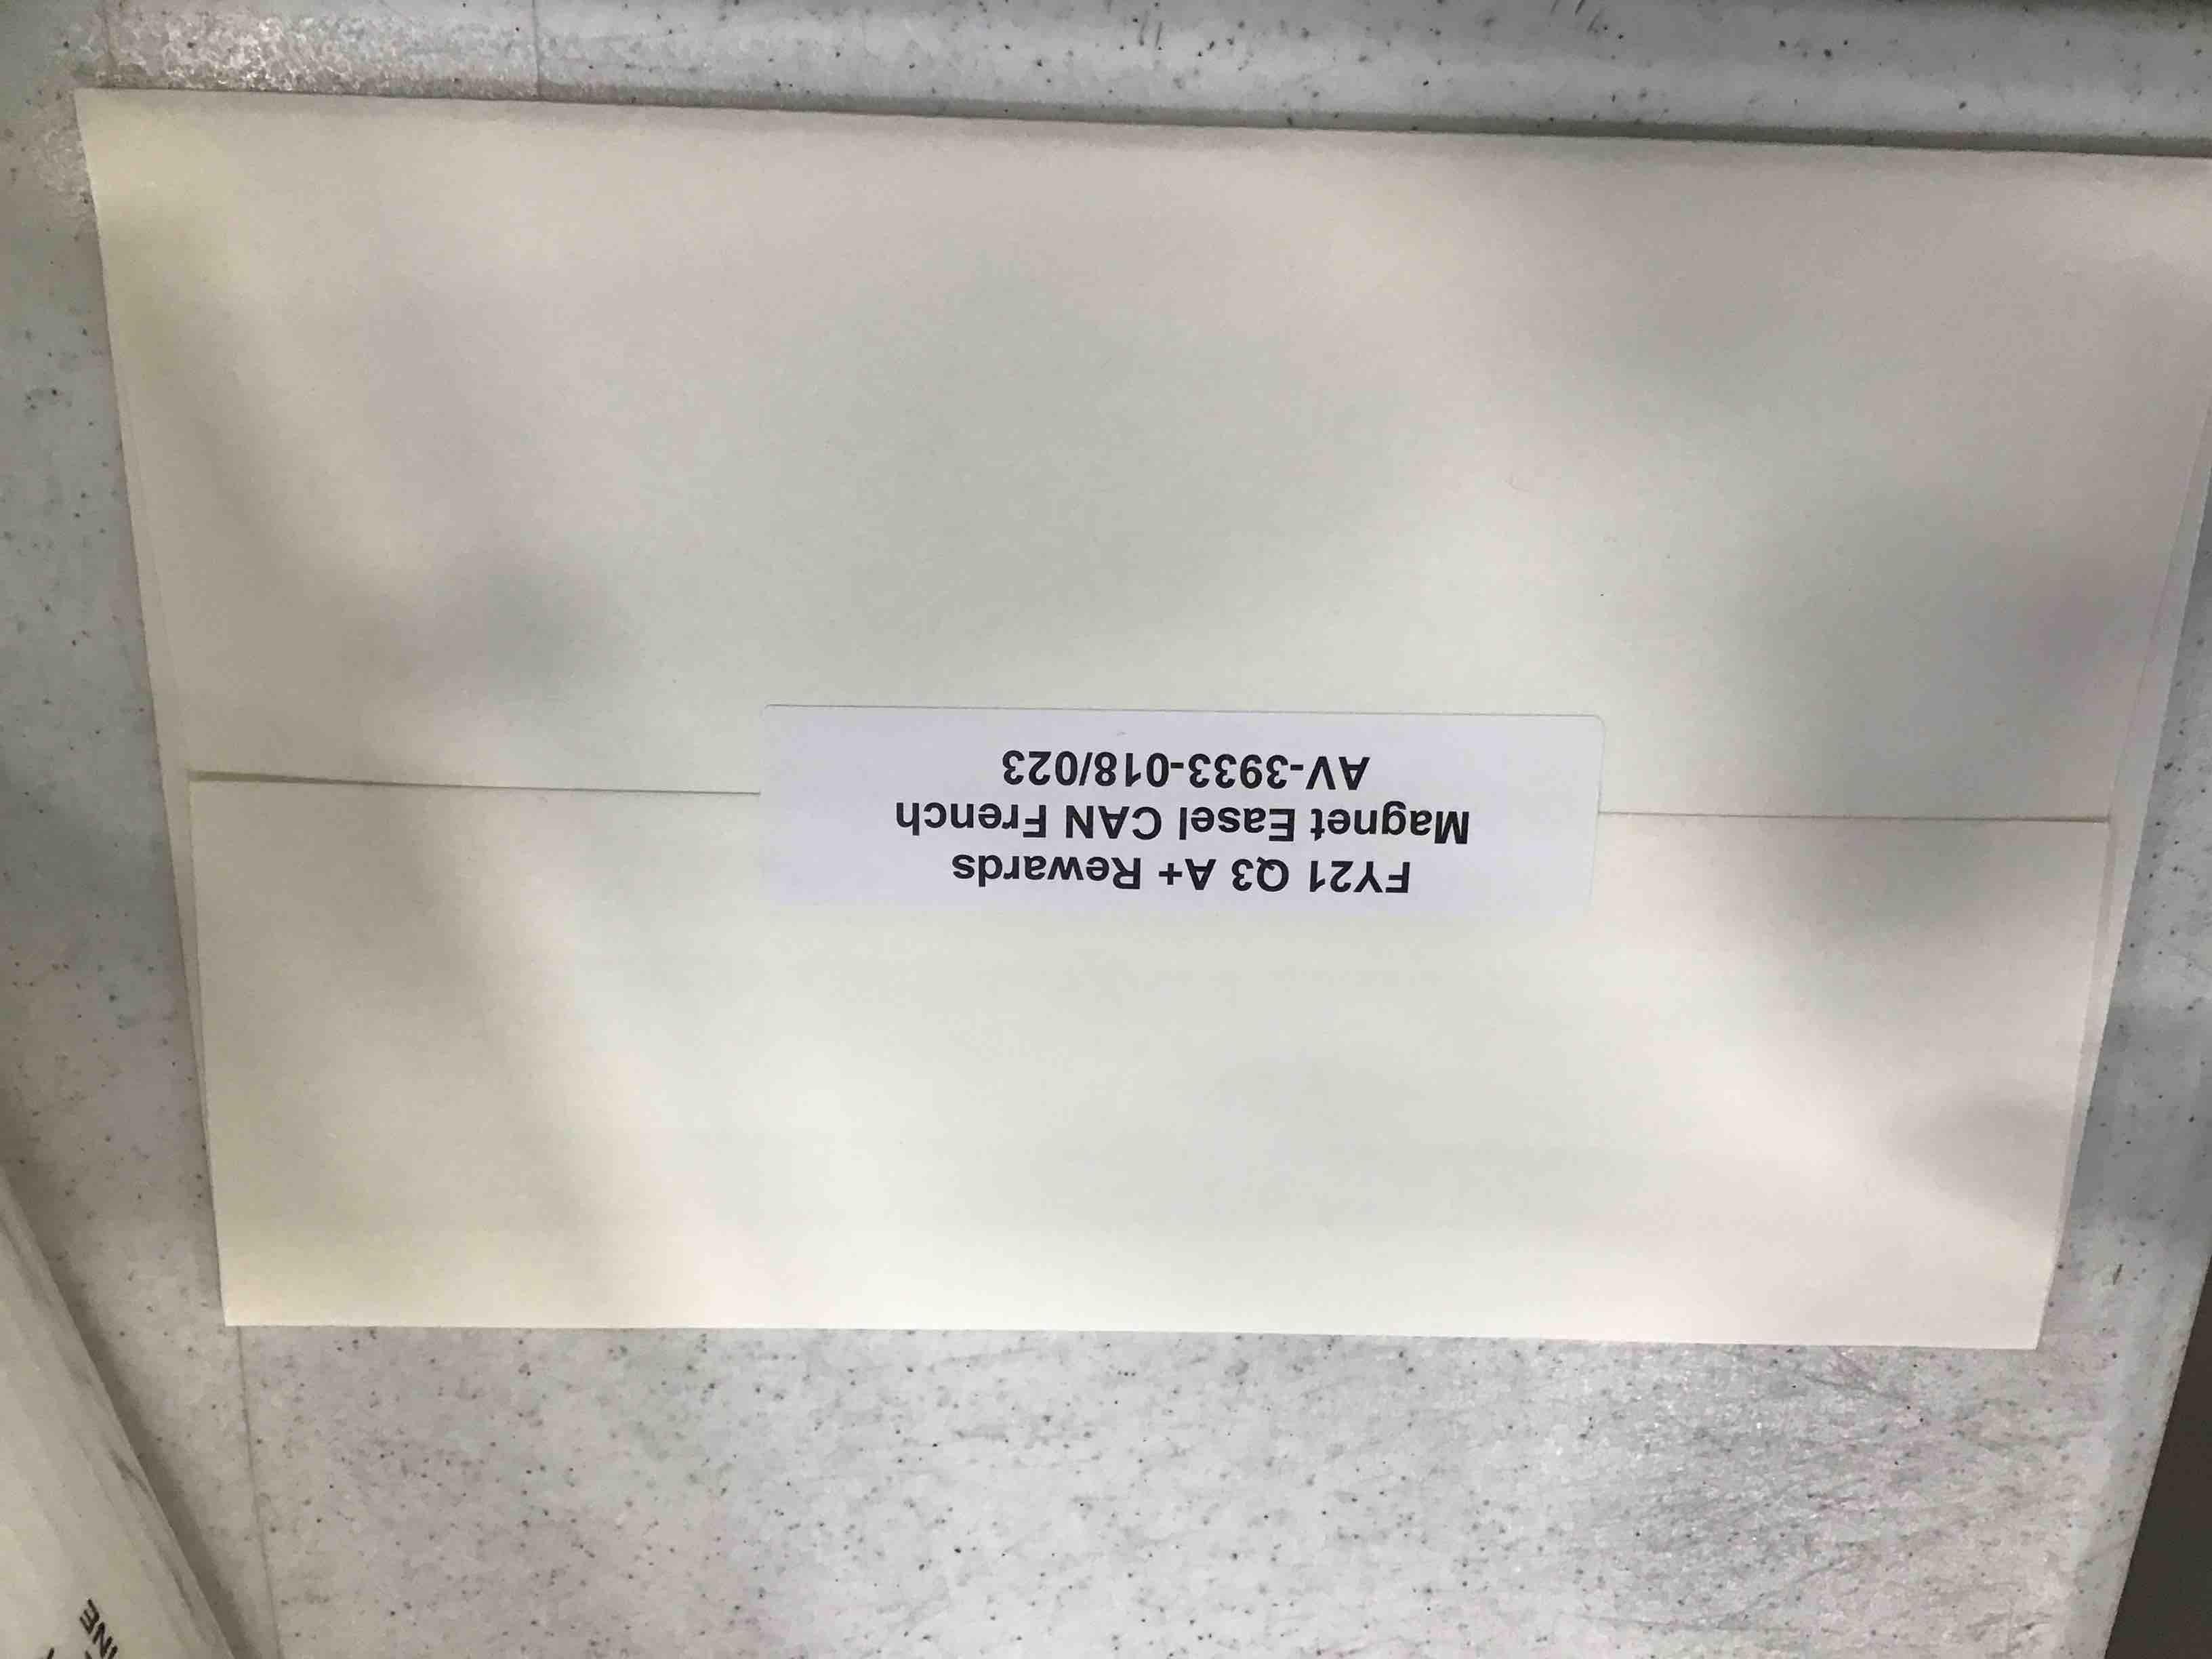 FY21 Q3 A+ Rewards
Magnet Easel CAN French
AV-3933-018/023